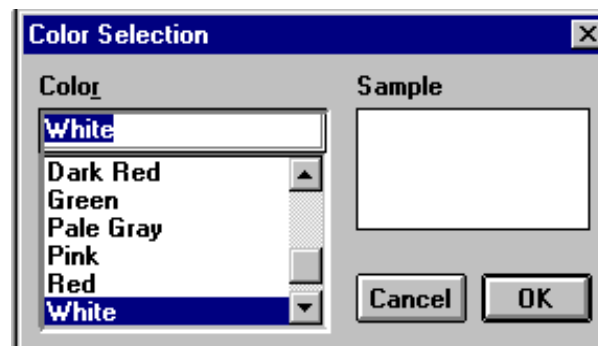 Color Selection
Color
White
Dark Red
Green
Pale Gray
Pink
Red
White
Sample
Cancel
OK